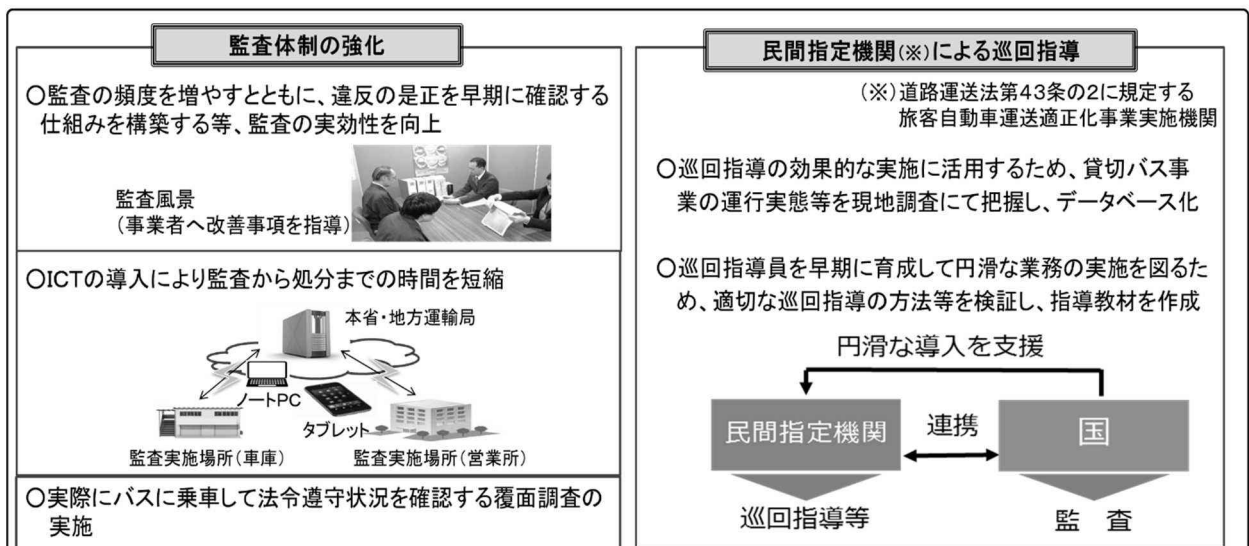 監査体制の強化
○監査の頻度を増やすとともに、違反の是正を早期に確認する
仕組みを構築する等、監査の実効性を向上
監査風景
(事業者へ改善事項を指導)
○ICTの導入により監査から処分までの時間を短縮
本省・地方運輸局
ノートPC
タブレット
監査実施場所(車庫)
監査実施場所(営業所)
○実際にバスに乗車して法令遵守状況を確認する覆面調査の
実施
民間指定機関(※)による巡回指導
(※)道路運送法第43条の2に規定する
旅客自動車運送適正化事業実施機関
○巡回指導の効果的な実施に活用するため、貸切バス事
業の運行実態等を現地調査にて把握し、データベース化
○巡回指導員を早期に育成して円滑な業務の実施を図るた
め、適切な巡回指導の方法等を検証し、指導教材を作成
円滑な導入を支援
民間指定機関
連携
国
巡回指導等
監 査